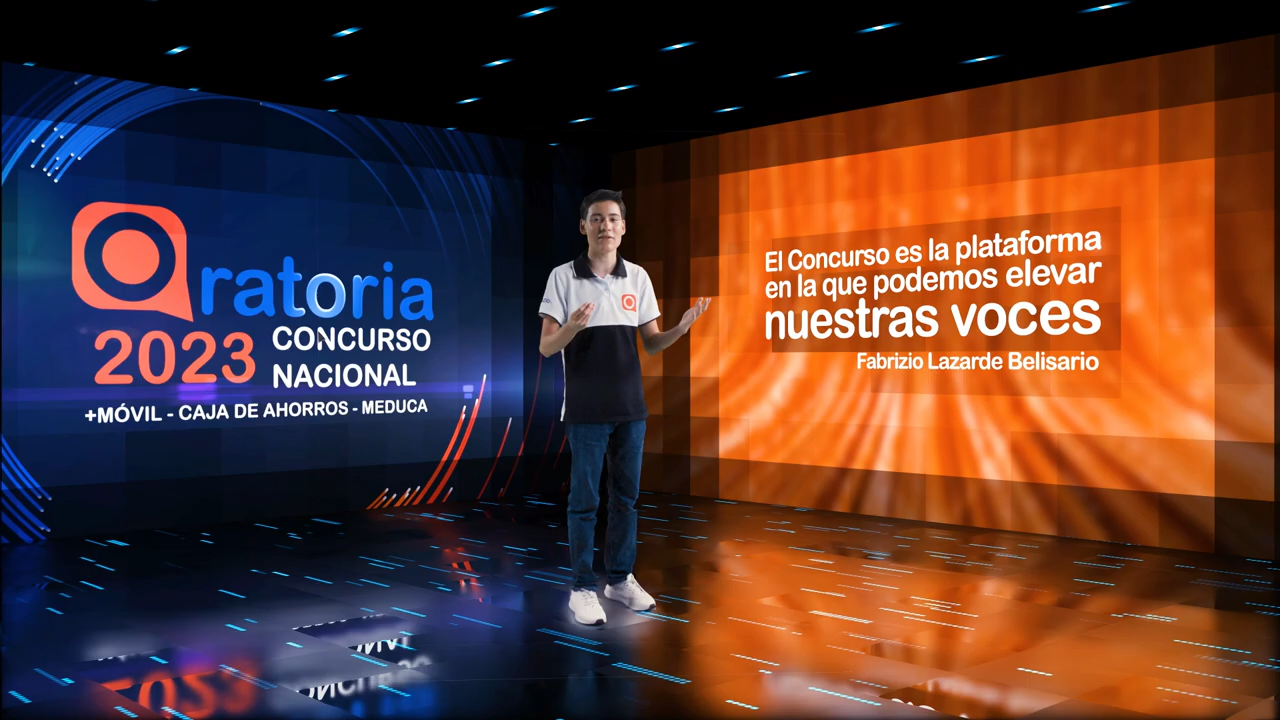 Oratoria
2023 CONCURSO
NACIONAL
+MÓVIL - CAJA DE AHORROS - MEDUCA
El Concurso es la plataforma
en la que podemos elevar
nuestras voces
Fabrizio Lazarde Belisario